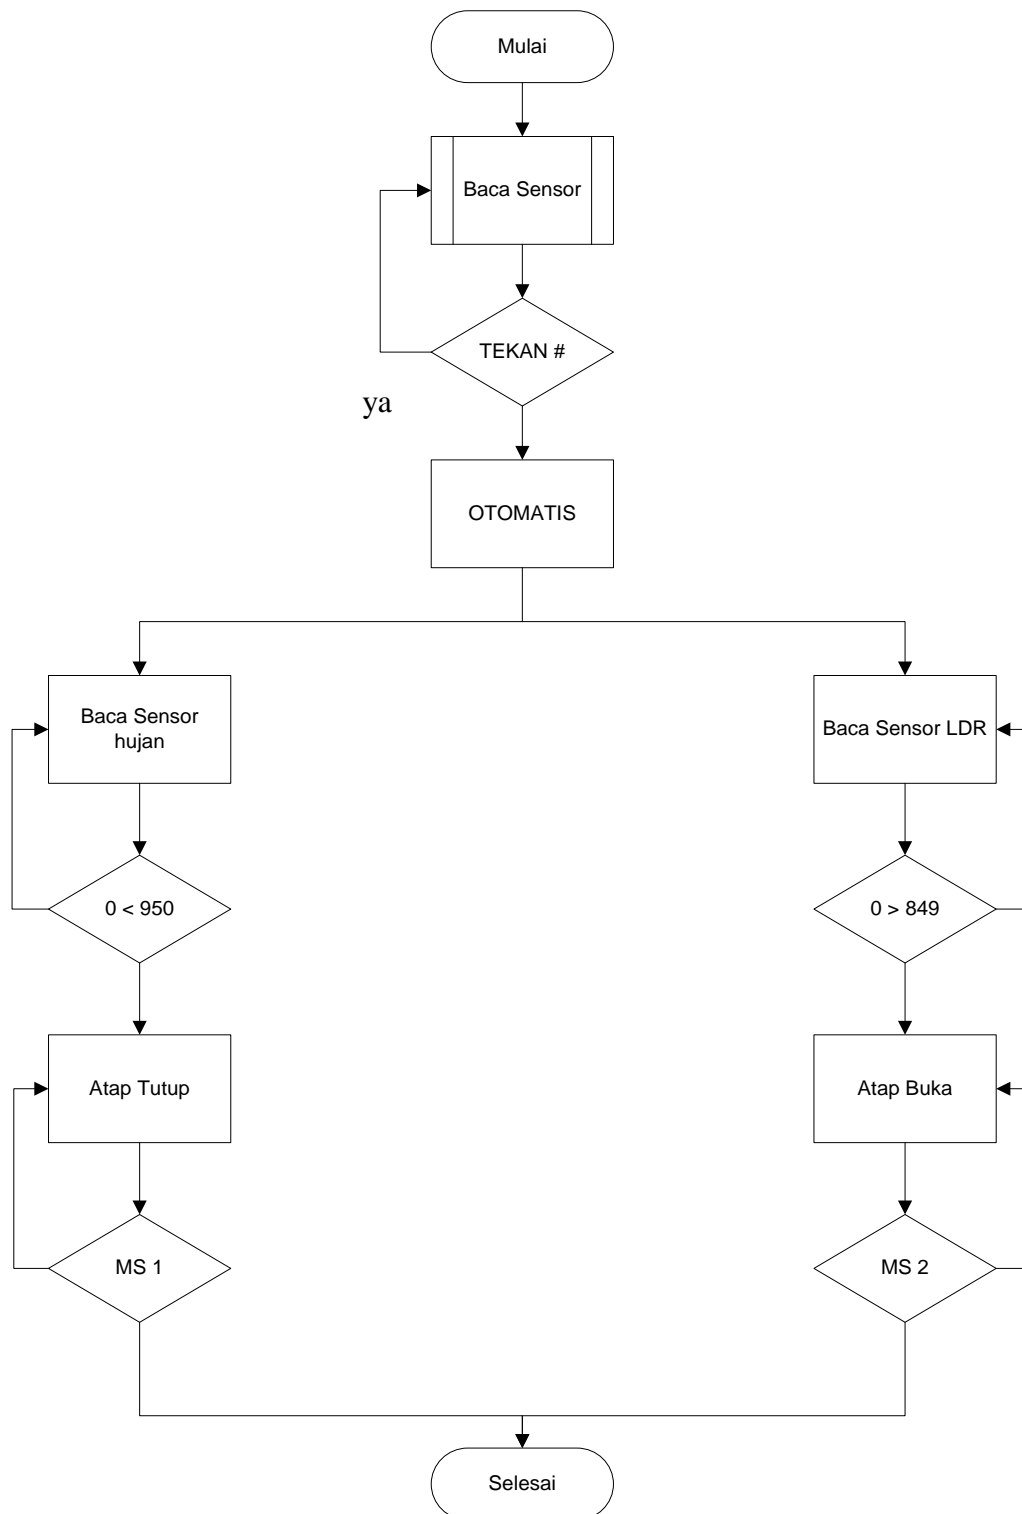 Mulai
Baca Sensor
TEKAN #
ya
OTOMATIS
Baca Sensor
hujan
Baca Sensor LDR
0 < 950
0 > 849
Atap Tutup
Atap Buka
MS 1
MS 2
Selesai